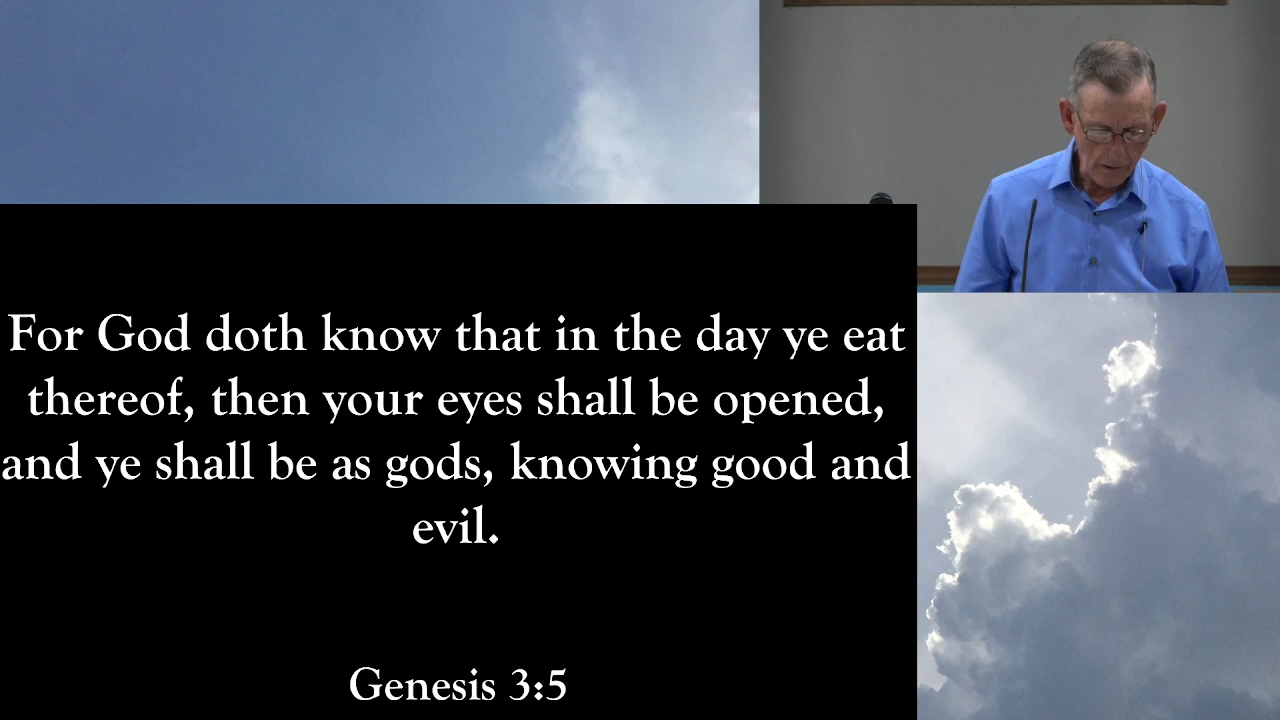 For God doth know that in the day ye eat
thereof, then your eyes shall be opened,
and ye shall be as gods, knowing good and
evil.
Genesis 3:5